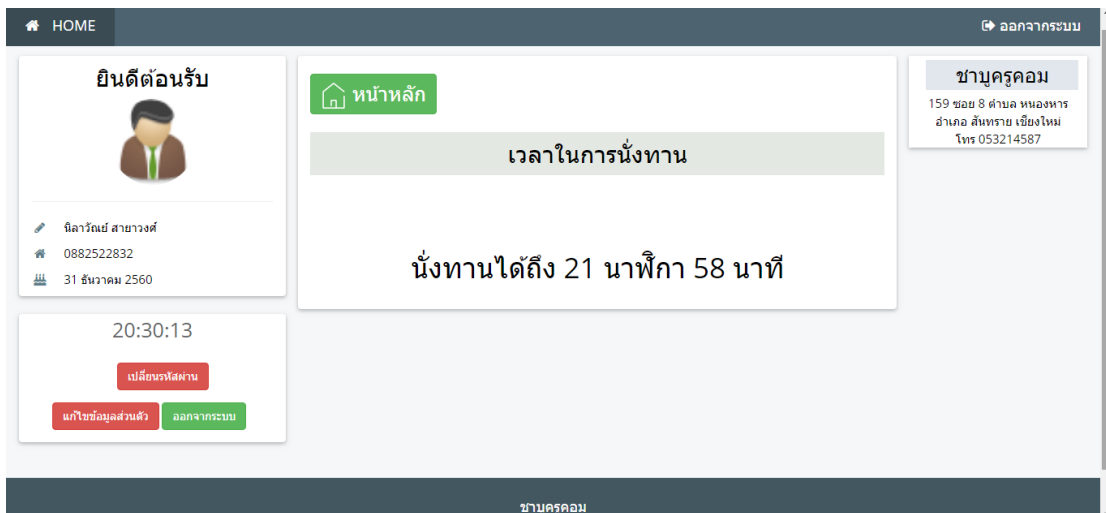 HOME
ออกจากระบบ
ยินดีต้อนรับ
นิลาวัณย์ สายาวงศ์
0882522832
31 ธันวาคม 2560
20:30:13
เปลี่ยนรหัสผ่าน
แก้ไขข้อมูลส่วนตัว ออกจากระบบ
หน้าหลัก
เวลาในการนั่งทาน
นั่งทานได้ถึง 21 นาฬิกา 58 นาที
ชาบูครูคอม
159 ซอย 8 ตำบล หนองหาร
อำเภอ สันทราย เชียงใหม่
โทร 053214587
ชาบูครูคอม